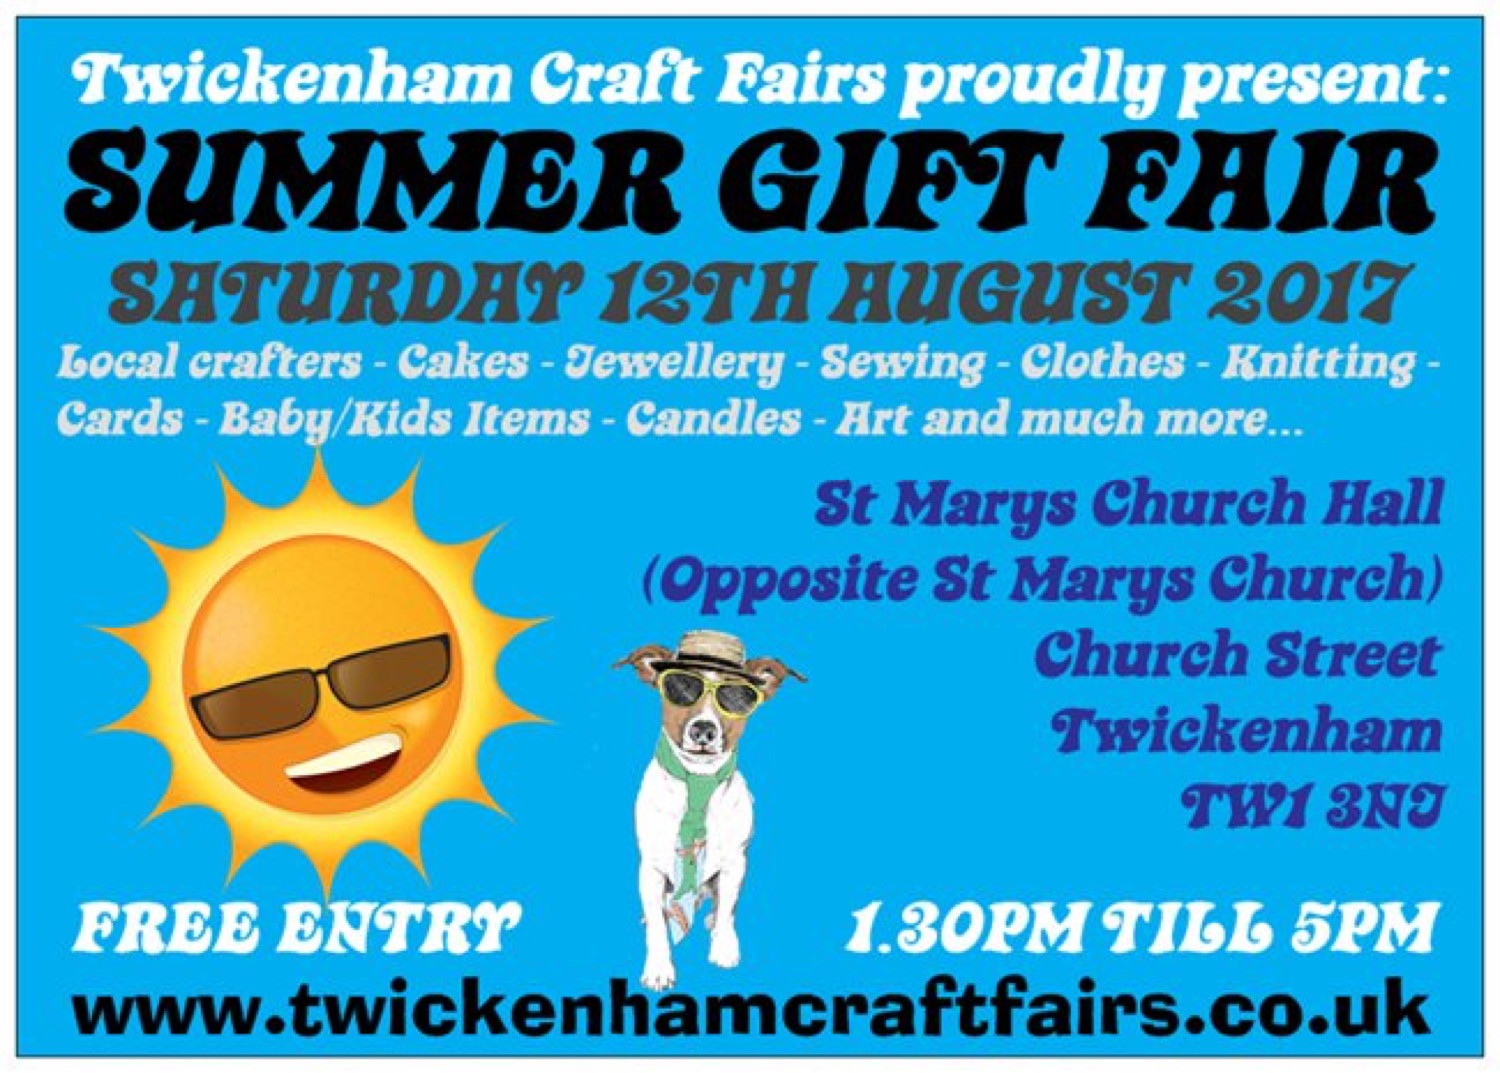 Twickenham Craft Fairs proudly present:
SUMMER GIFT FAIR
SATURDAY 12TH AUGUST 2017
Local crafters - Cakes - Jewellery - Sewing - Clothes - Knitting -
Cards - Baby/Kids Items - Candles - Art and much more...
St Marys Church Hall
(Opposite St Marys Church)
Church Street
Twickenham
TW1 3NJ
FREE ENTRY
1.30PM TILL 5PM
www.twickenhamcraftfairs.co.uk